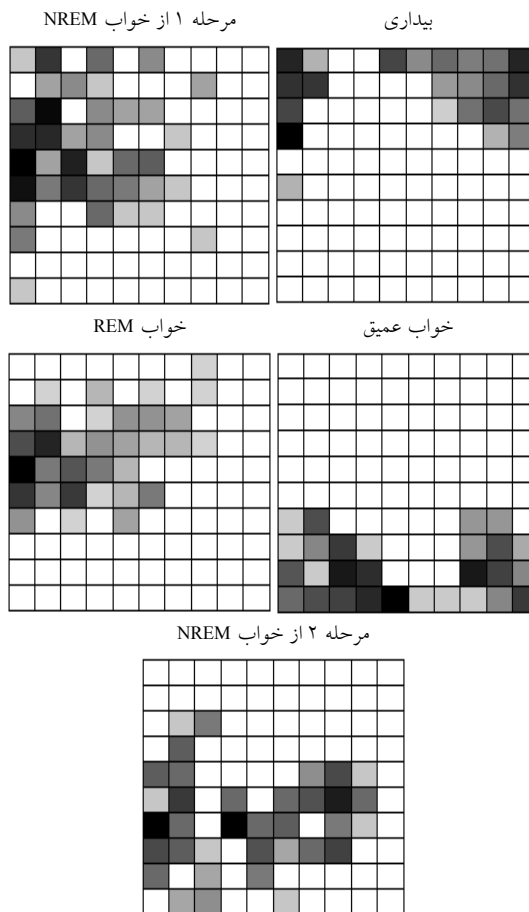 بیداری
مرحله ۱ از خواب NREM
خواب عمیق
خواب REM
مرحله ۲ از خواب NREM